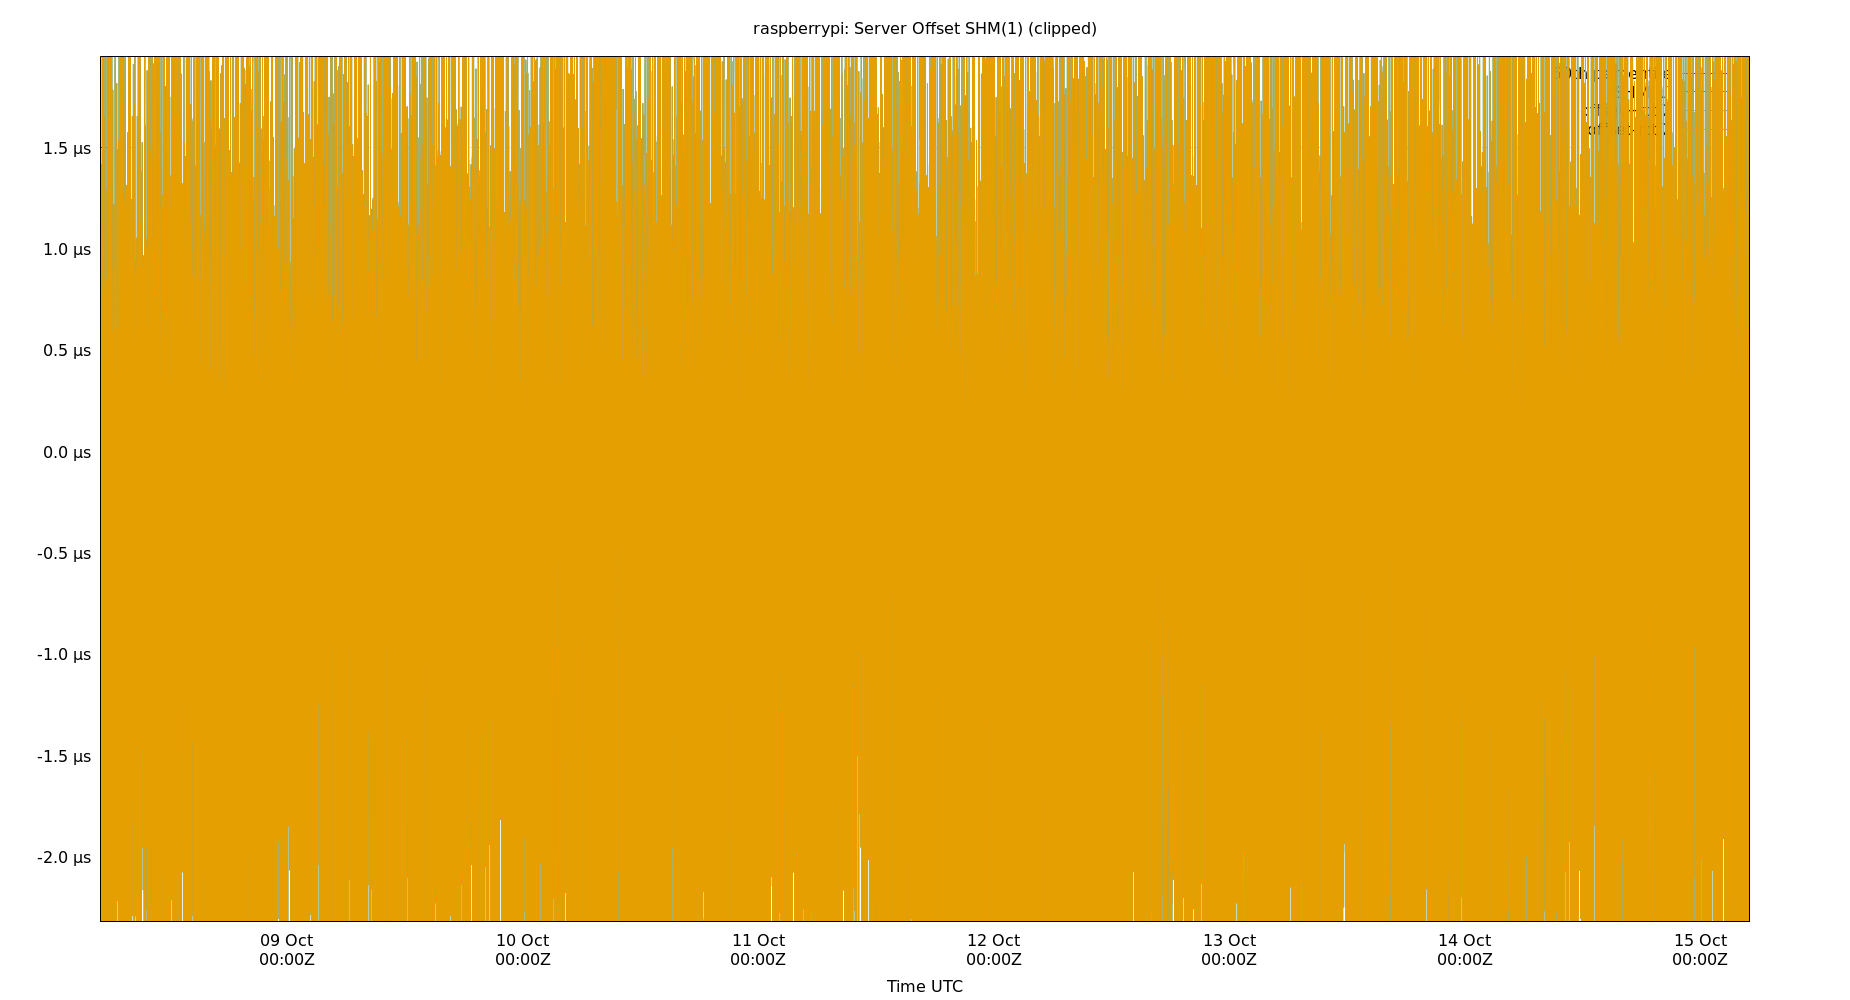 raspberrypi: Server Offset SHM(1) (clipped)
1.5 µs
1.0 µs
0.5 µs
0.0 µs
-0.5 µs
-1.0 µs
-1.5 µs
-2.0 µs
09 Oct 10 Oct 11 Oct 12 Oct 13 Oct 14 Oct 15 Oct
00:00Z 00:00Z 00:00Z 00:00Z 00:00Z 00:00Z 00:00Z
Time UTC